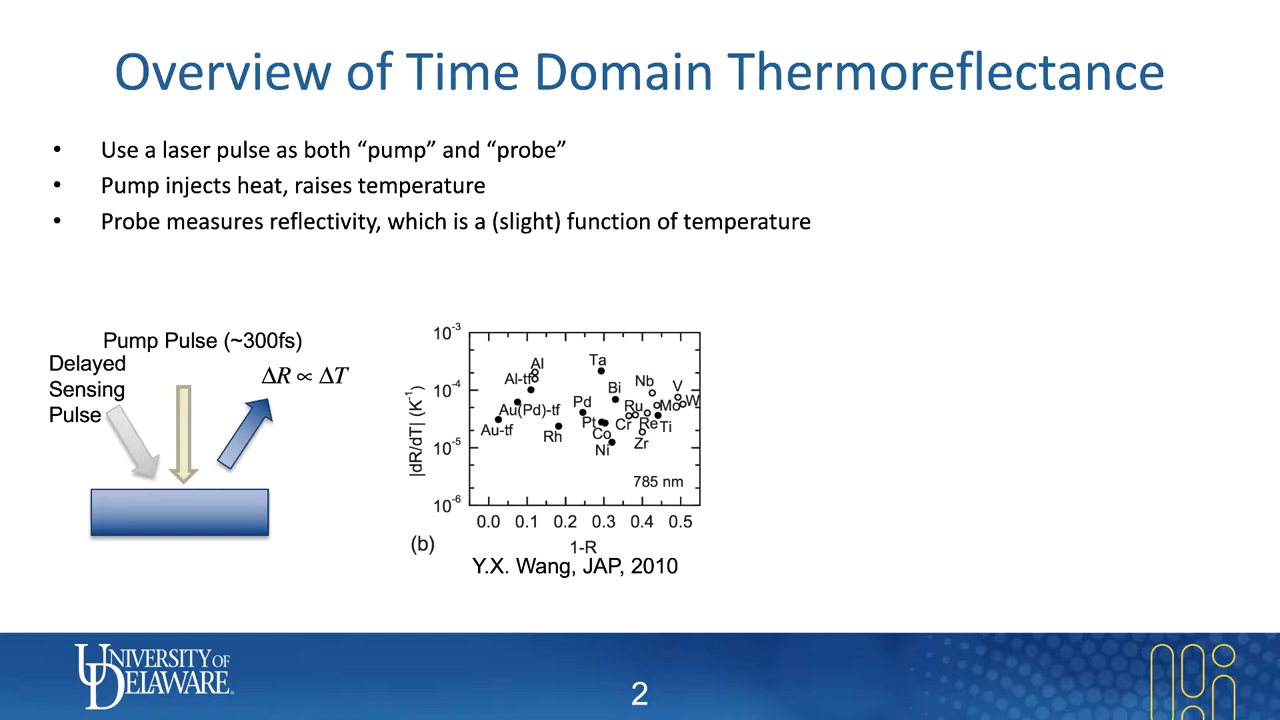 Overview of Time Domain Thermoreflectance
• Use a laser pulse as both “pump” and “probe”
• Pump injects heat, raises temperature
• Probe measures reflectivity, which is a (slight) function of temperature
Pump Pulse (~300fs)
Delayed
Sensing
Pulse
ΔR ∝ ΔT
|dR/dT| (K⁻¹)
10⁻³
10⁻⁴
10⁻⁵
10⁻⁶
Al
Ta
Al-tf
Bi
Nb
V
Au(Pd)-tf
Pd
Ru
Mo
W
Au-tf
Rh
Pt
Co
Cr
Re
Ti
Ni
Zr
785 nm
0.0 0.1 0.2 0.3 0.4 0.5
(b)
1-R
Y.X. Wang, JAP, 2010
UNIVERSITY OF
DELAWARE.
2